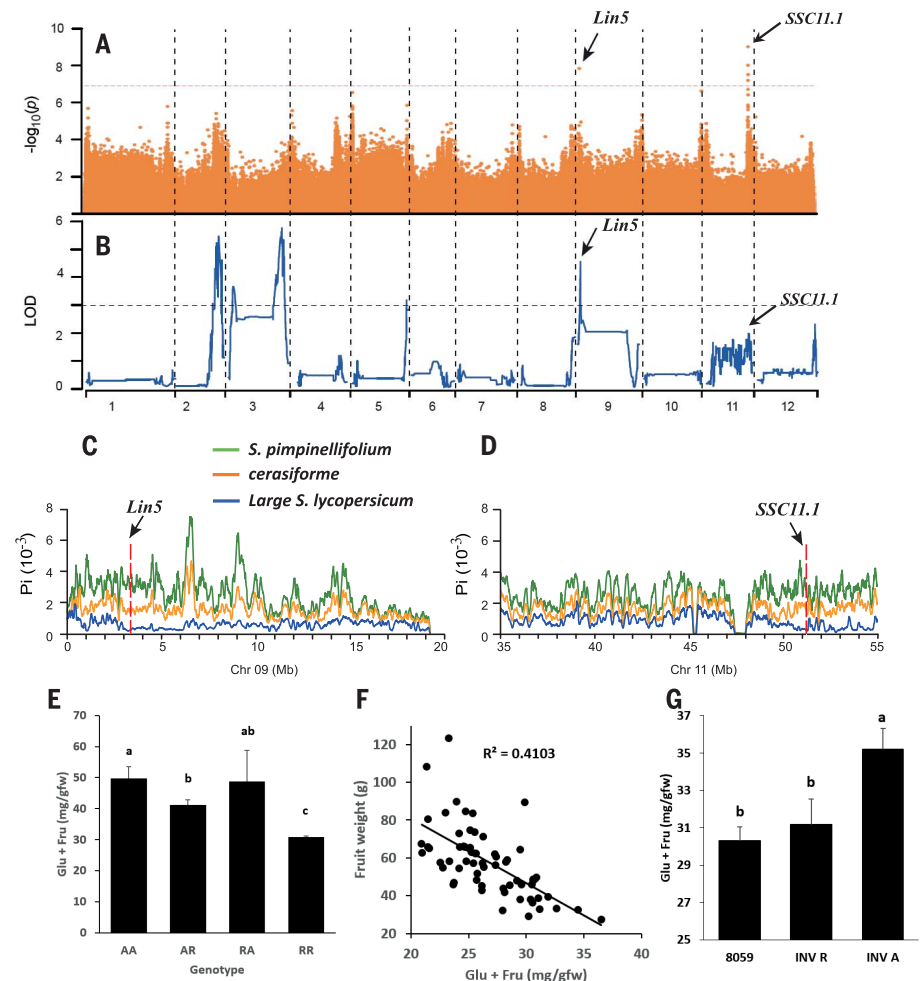 A
10
8
6
4
2
-log10(p)
Lin5
SSC11.1
B
6
4
2
0
LOD
Lin5
SSC11.1
1 2 3 4 5 6 7 8 9 10 11 12
C
S. pimpinellifolium
cerasiforme
Large S. lycopersicum
D
Lin5
8
6
4
2
0
Pi (10-3)
0 5 10 15 20
Chr 09 (Mb)
SSC11.1
8
6
4
2
0
Pi (10-3)
35 40 45 50 55
Chr 11 (Mb)
E
70
60
50
40
30
20
10
0
Glu + Fru (mg/gfw)
a b ab c
AA AR RA RR
Genotype
F
R² = 0.4103
120
100
80
60
40
20
Fruit weight (g)
20 25 30 35 40
Glu + Fru (mg/gfw)
G
37
35
33
31
29
27
25
Glu + Fru (mg/gfw)
b b a
8059 INV R INV A